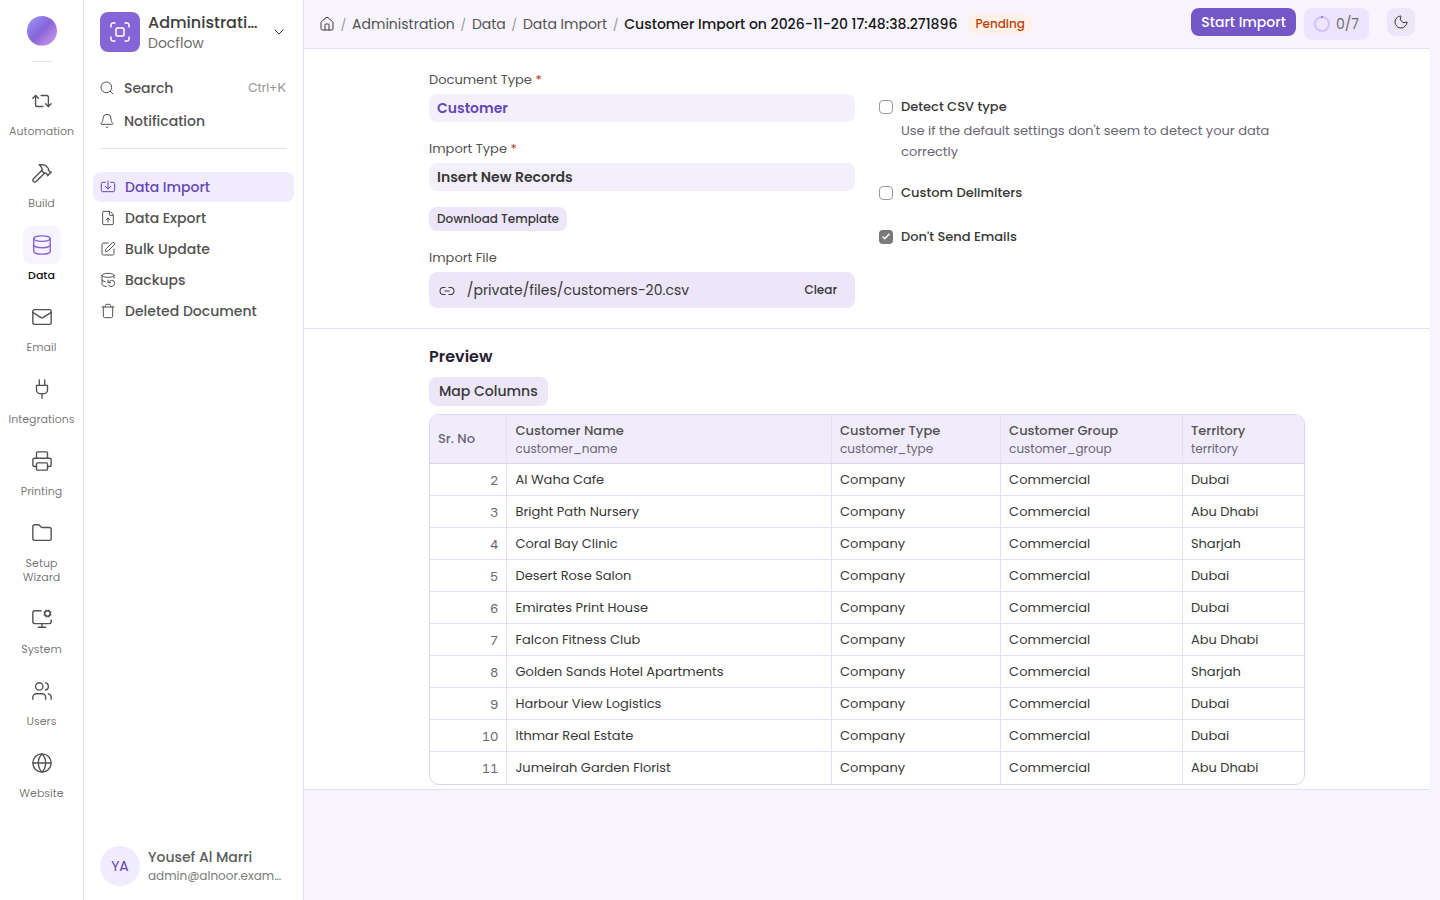 Automation
Build
Data
Email
Integrations
Printing
Setup
Wizard
System
Users
Website
Administrati...
Docflow
Search Ctrl+K
Notification
Data Import
Data Export
Bulk Update
Backups
Deleted Document
YA
Yousef Al Marri
admin@alnoor.exam...
/ Administration / Data / Data Import / Customer Import on 2026-11-20 17:48:38.271896 Pending
Start Import 0/7
Document Type *
Customer
Import Type *
Insert New Records
Download Template
Import File
/private/files/customers-20.csv Clear
Detect CSV type
Use if the default settings don't seem to detect your data
correctly
Custom Delimiters
Don't Send Emails
Preview
Map Columns
Sr. No Customer Name Customer Type Customer Group Territory
customer_name customer_type customer_group territory
2 Al Waha Cafe Company Commercial Dubai
3 Bright Path Nursery Company Commercial Abu Dhabi
4 Coral Bay Clinic Company Commercial Sharjah
5 Desert Rose Salon Company Commercial Dubai
6 Emirates Print House Company Commercial Dubai
7 Falcon Fitness Club Company Commercial Abu Dhabi
8 Golden Sands Hotel Apartments Company Commercial Sharjah
9 Harbour View Logistics Company Commercial Dubai
10 Ithmar Real Estate Company Commercial Dubai
11 Jumeirah Garden Florist Company Commercial Abu Dhabi